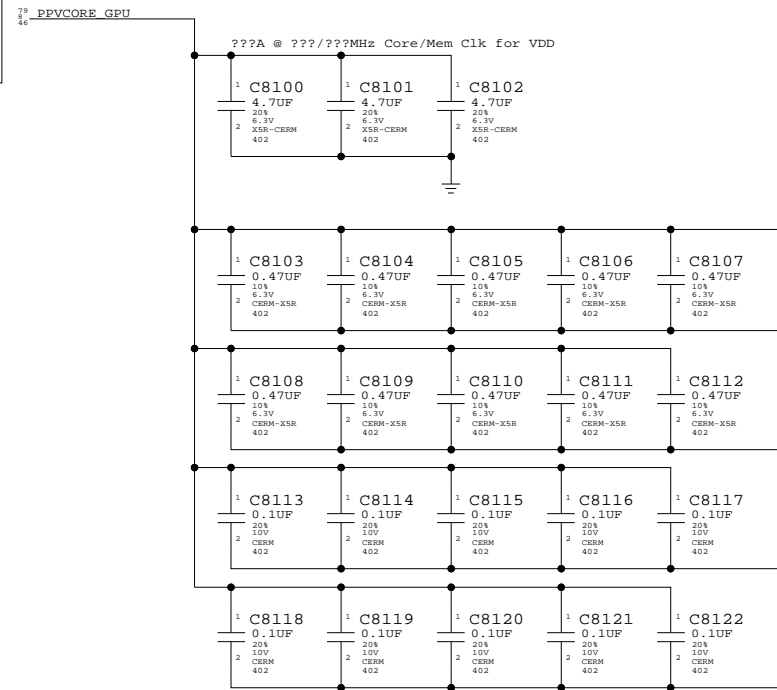 79
8
46
PPVCORE_GPU
???A @ ???/???MHz Core/Mem Clk for VDD
1 C8100 1 C8101 1 C8102
4.7UF 4.7UF 4.7UF
20% 20% 20%
6.3V 6.3V 6.3V
2 X5R-CERM 2 X5R-CERM 2 X5R-CERM
402 402 402
1 C8103 1 C8104 1 C8105 1 C8106 1 C8107
0.47UF 0.47UF 0.47UF 0.47UF 0.47UF
10% 10% 10% 10% 10%
6.3V 6.3V 6.3V 6.3V 6.3V
2 CERM-X5R 2 CERM-X5R 2 CERM-X5R 2 CERM-X5R 2 CERM-X5R
402 402 402 402 402
1 C8108 1 C8109 1 C8110 1 C8111 1 C8112
0.47UF 0.47UF 0.47UF 0.47UF 0.47UF
10% 10% 10% 10% 10%
6.3V 6.3V 6.3V 6.3V 6.3V
2 CERM-X5R 2 CERM-X5R 2 CERM-X5R 2 CERM-X5R 2 CERM-X5R
402 402 402 402 402
1 C8113 1 C8114 1 C8115 1 C8116 1 C8117
0.1UF 0.1UF 0.1UF 0.1UF 0.1UF
20% 20% 20% 20% 20%
10V 10V 10V 10V 10V
2 CERM 2 CERM 2 CERM 2 CERM 2 CERM
402 402 402 402 402
1 C8118 1 C8119 1 C8120 1 C8121 1 C8122
0.1UF 0.1UF 0.1UF 0.1UF 0.1UF
20% 20% 20% 20% 20%
10V 10V 10V 10V 10V
2 CERM 2 CERM 2 CERM 2 CERM 2 CERM
402 402 402 402 402